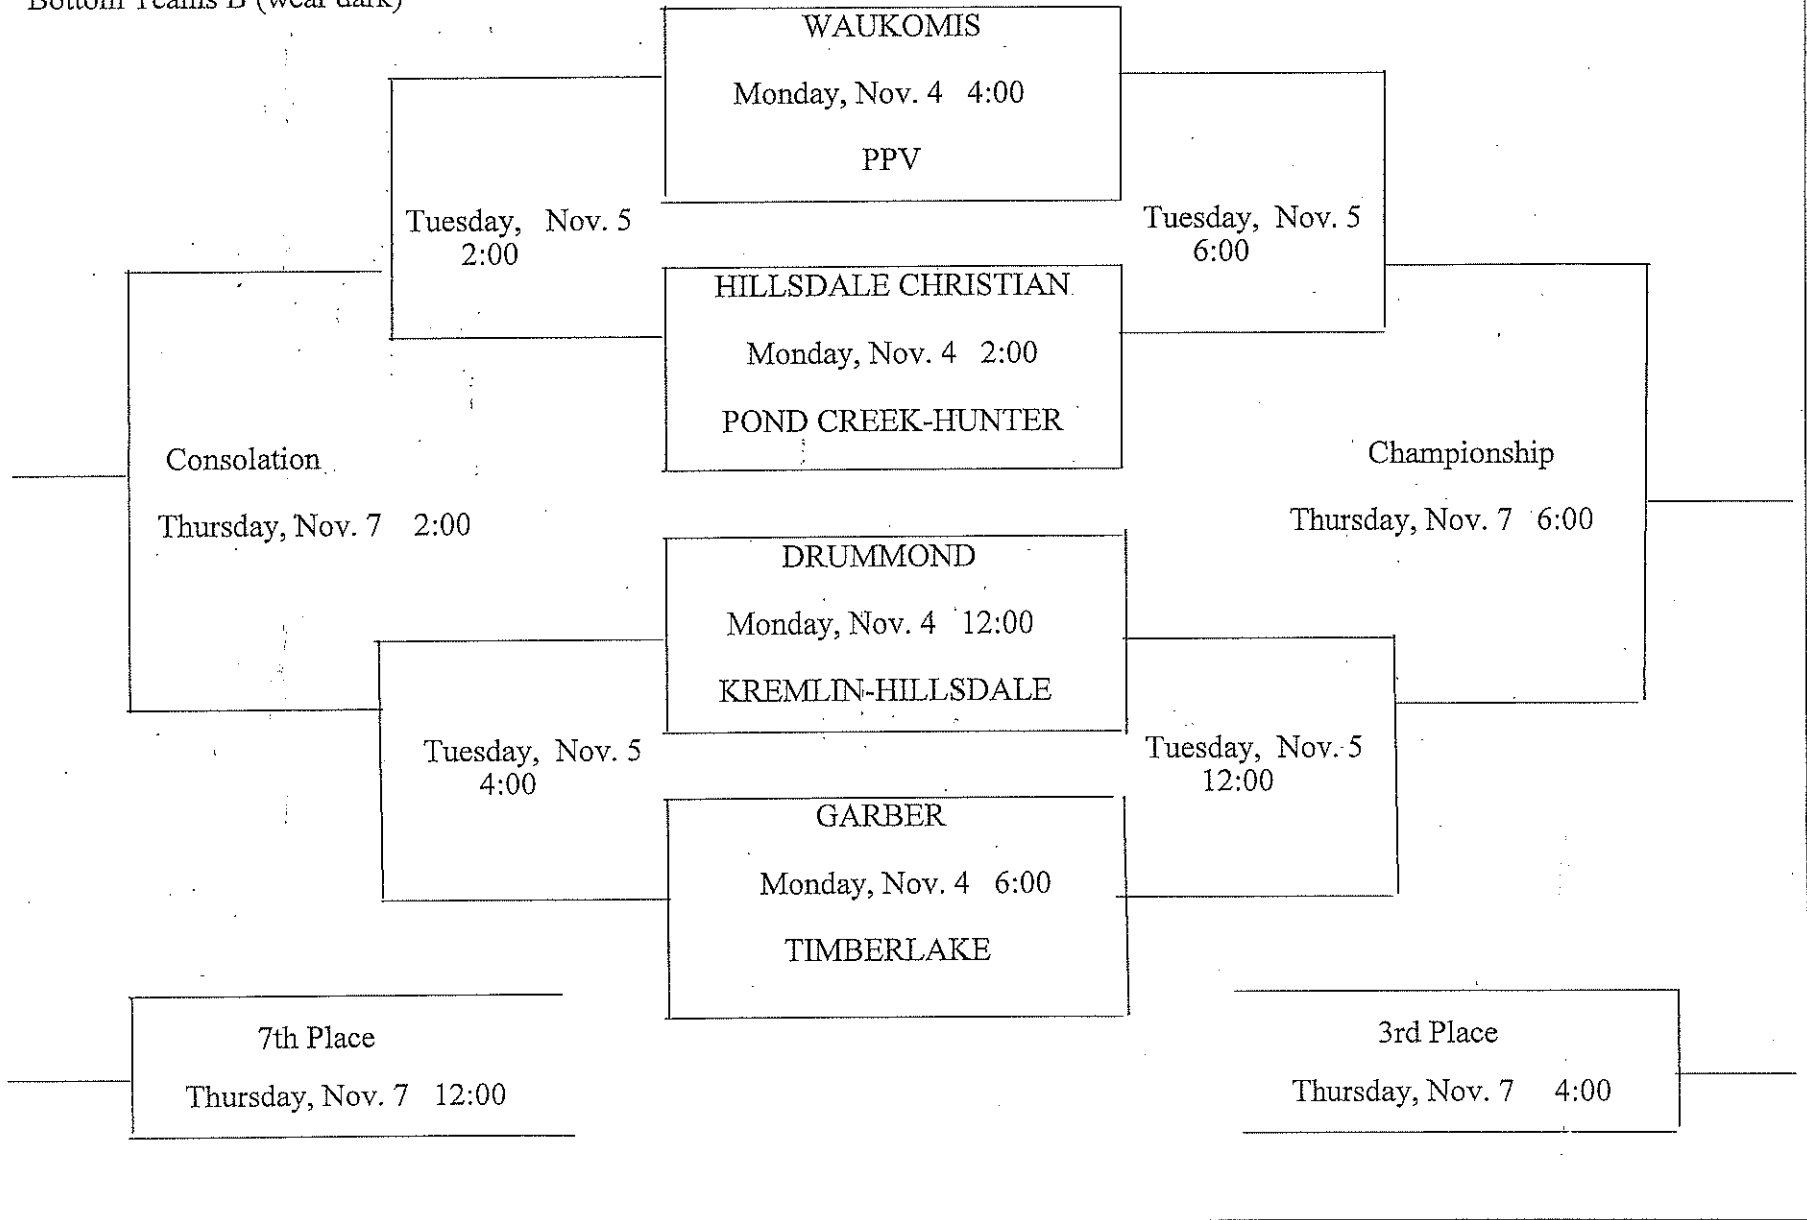 Bottom Teams B (wear dark)
WAUKOMIS
Monday, Nov. 4 4:00
PPV
Tuesday, Nov. 5
2:00
Tuesday, Nov. 5
6:00
HILLSDALE CHRISTIAN
Monday, Nov. 4 2:00
POND CREEK-HUNTER
Consolation
Thursday, Nov. 7 2:00
Championship
Thursday, Nov. 7 6:00
DRUMMOND
Monday, Nov. 4 12:00
KREMLIN-HILLSDALE
Tuesday, Nov. 5
4:00
Tuesday, Nov. 5
12:00
GARBER
Monday, Nov. 4 6:00
TIMBERLAKE
7th Place
Thursday, Nov. 7 12:00
3rd Place
Thursday, Nov. 7 4:00